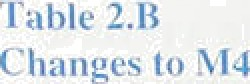 Table 2.B
Changes to M4